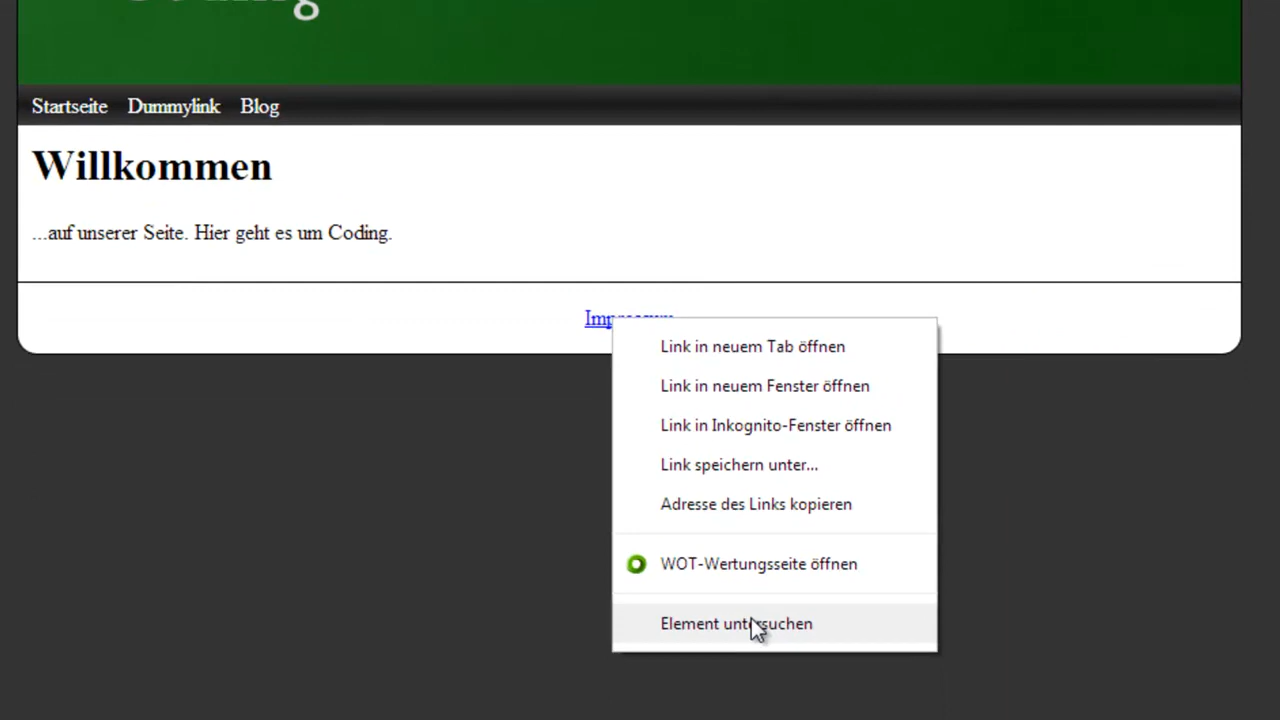 Coding
Startseite Dummylink Blog
Willkommen
...auf unserer Seite. Hier geht es um Coding.
Impressum
Link in neuem Tab öffnen
Link in neuem Fenster öffnen
Link in Inkognito-Fenster öffnen
Link speichern unter...
Adresse des Links kopieren
WOT-Wertungsseite öffnen
Element untersuchen